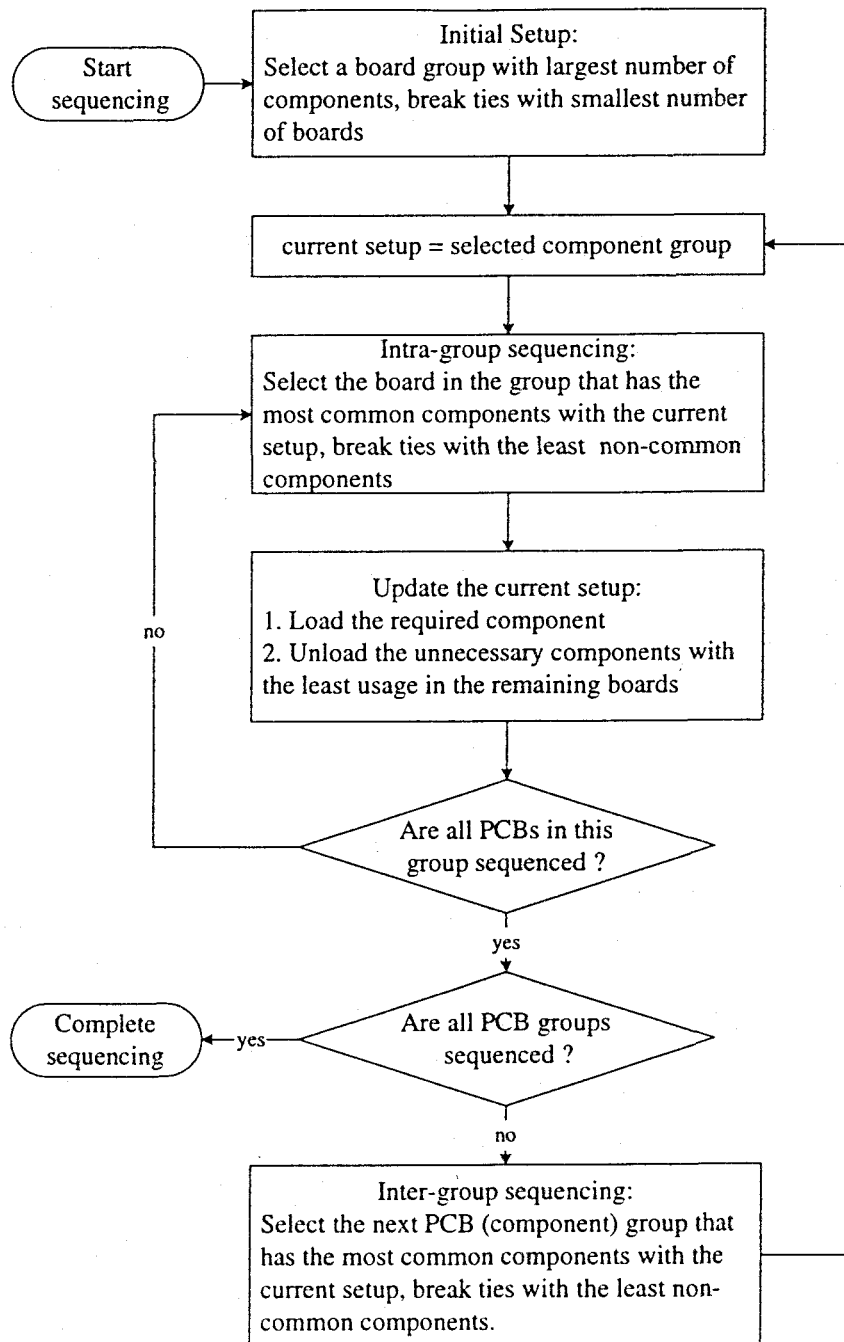 Start
sequencing
Initial Setup:
Select a board group with largest number of
components, break ties with smallest number
of boards
current setup = selected component group
Intra-group sequencing:
Select the board in the group that has the
most common components with the current
setup, break ties with the least non-common
components
Update the current setup:
1. Load the required component
2. Unload the unnecessary components with
the least usage in the remaining boards
no
Are all PCBs in this
group sequenced ?
yes
Are all PCB groups
sequenced ?
yes
Complete
sequencing
no
Inter-group sequencing:
Select the next PCB (component) group that
has the most common components with the
current setup, break ties with the least non-
common components.